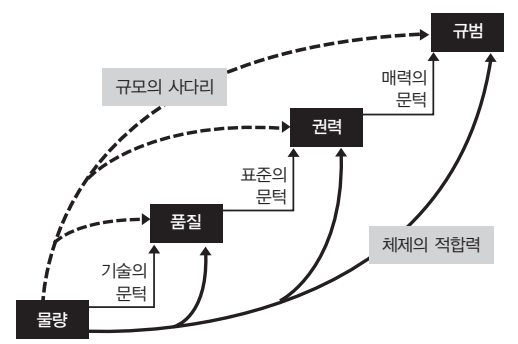 규범
규모의 사다리
매력의
문턱
권력
표준의
문턱
품질
체제의 적합력
기술의
문턱
물량